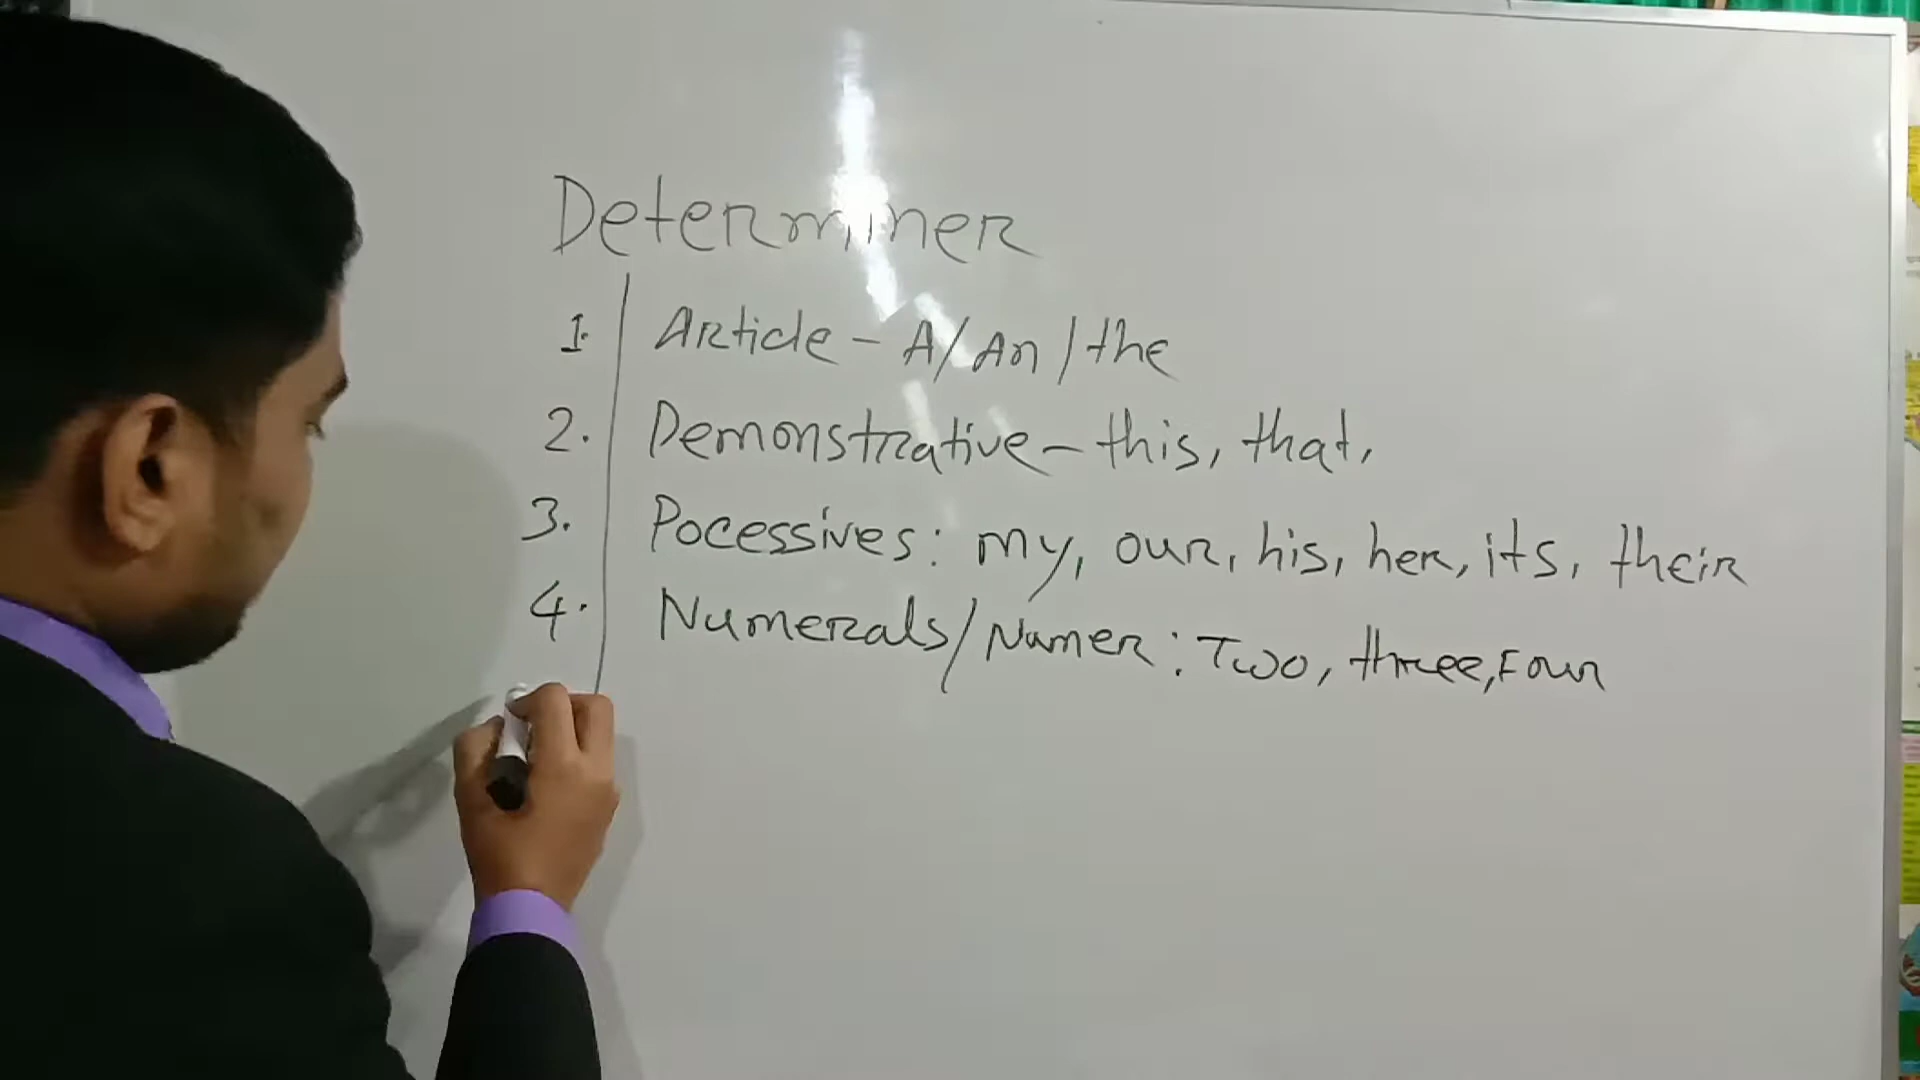 Determiner
1. Article - A/An/the
2. Demonstrative - this, that,
3. Pocessives: my, our, his, her, its, their
4. Numerals/Numer: Two, three, Four